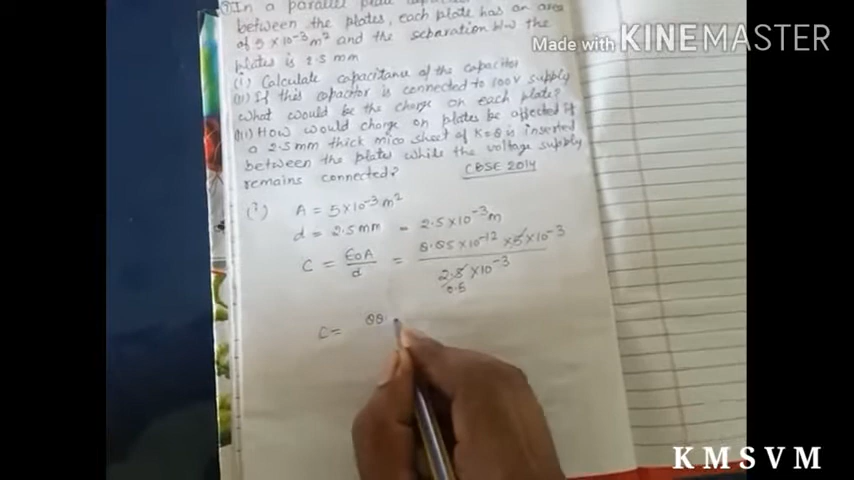 In a parallel plate
between the plates, each plate has an area
of 5 × 10⁻³ m² and the separation b/w the
plates is 2.5 mm
(i) Calculate capacitance of the capacitor
(ii) If this capacitor is connected to 100V supply
what would be the charge on each plate?
(iii) How would charge on plates be affected if
a 2.5 mm thick mica sheet of K=8 is inserted
between the plates while the voltage supply
remains connected? CBSE 2014
(i) A = 5×10⁻³ m²
d = 2.5 mm = 2.5×10⁻³ m
C = ε₀A/d = 8.85×10⁻¹² × 5×10⁻³ / 2.5×10⁻³
0.5
C = 88.
Made with KINEMASTER
KMSVM